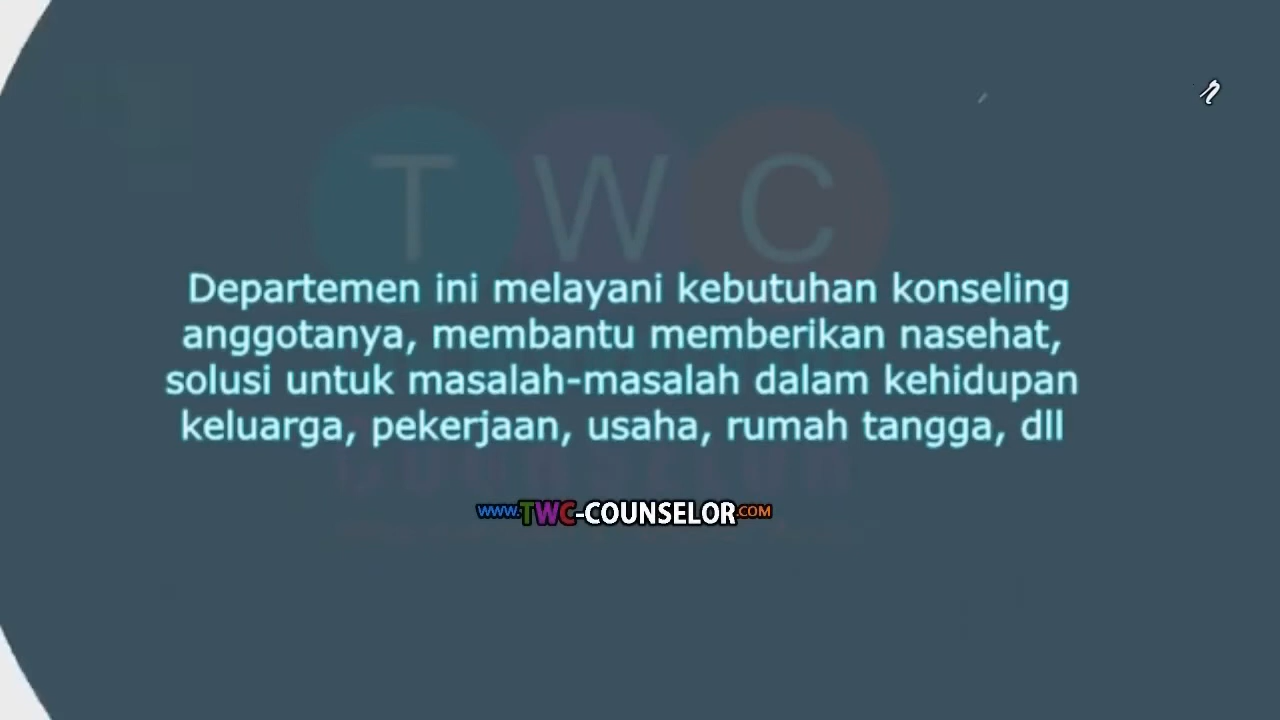 T W C
Departemen ini melayani kebutuhan konseling
anggotanya, membantu memberikan nasehat,
solusi untuk masalah-masalah dalam kehidupan
keluarga, pekerjaan, usaha, rumah tangga, dll
COUNSELOR
WWW.TWC-COUNSELOR.COM